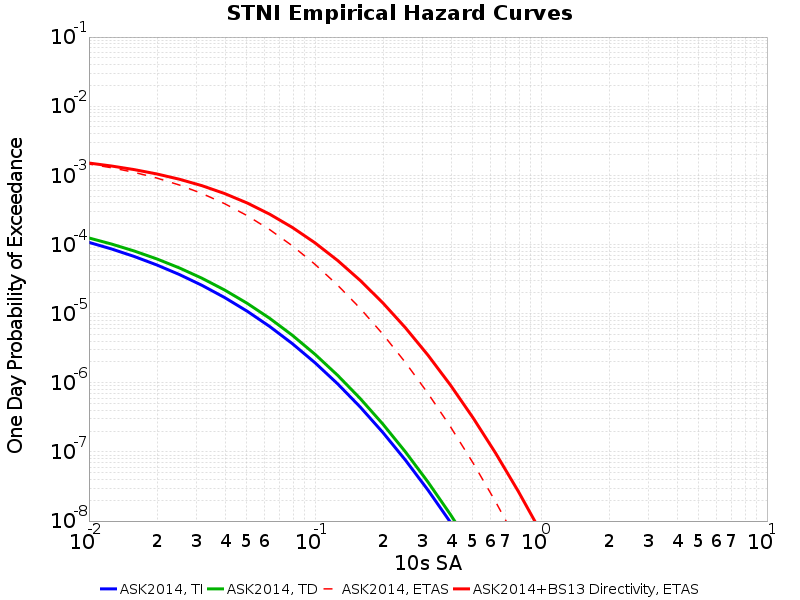 STNI Empirical Hazard Curves
One Day Probability of Exceedance
10^-1
10^-2
10^-3
10^-4
10^-5
10^-6
10^-7
10^-8
10^-2 2 3 4 5 6 10^-1 2 3 4 5 6 7 10^0 2 3 4 5 6 7 10^1
10s SA
ASK2014, TI ASK2014, TD ASK2014, ETAS ASK2014+BS13 Directivity, ETAS